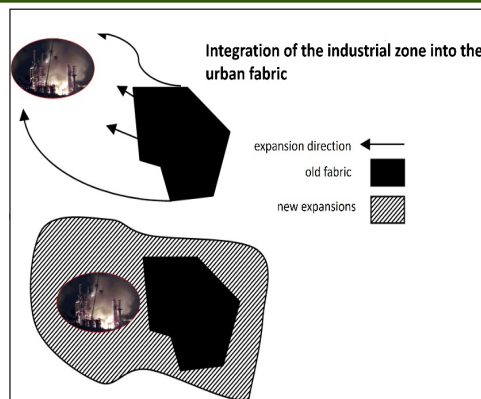 Integration of the industrial zone into the
urban fabric
expansion direction
old fabric
new expansions